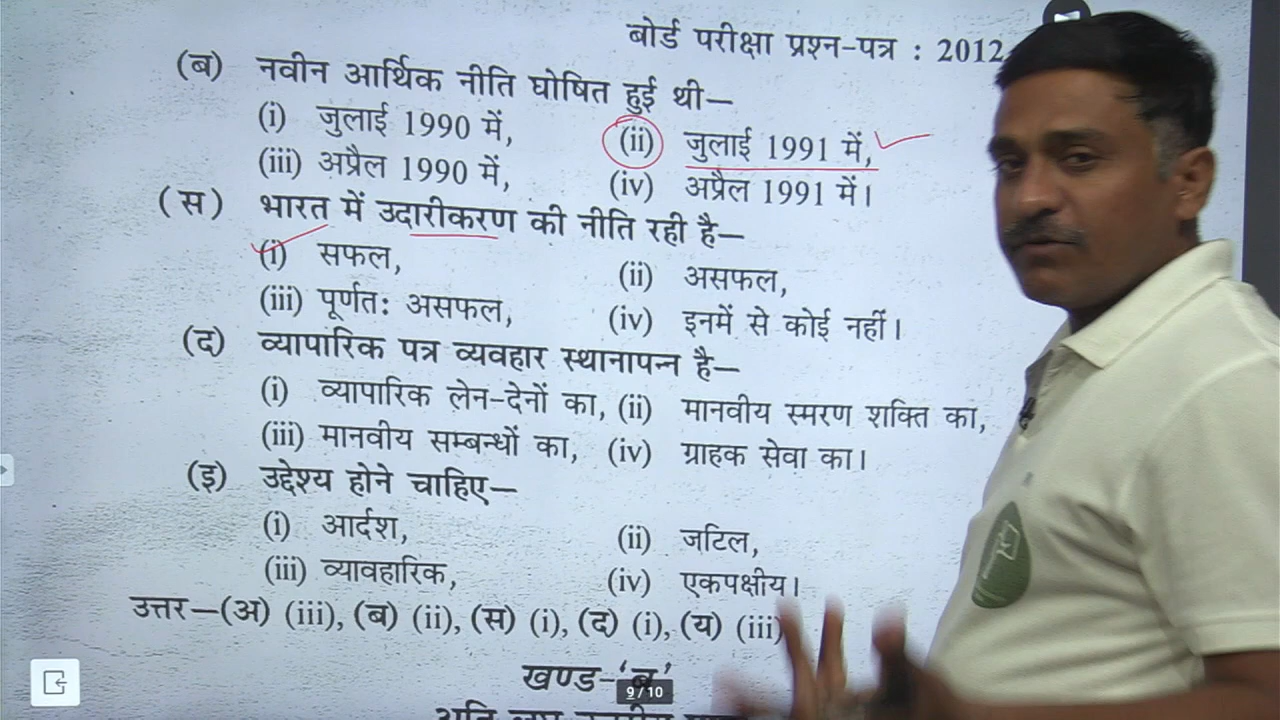 बोर्ड परीक्षा प्रश्न-पत्र : 2012
(ब) नवीन आर्थिक नीति घोषित हुई थी—
(i) जुलाई 1990 में, (ii) जुलाई 1991 में,
(iii) अप्रैल 1990 में, (iv) अप्रैल 1991 में।
(स) भारत में उदारीकरण की नीति रही है—
(i) सफल, (ii) असफल,
(iii) पूर्णतः असफल, (iv) इनमें से कोई नहीं।
(द) व्यापारिक पत्र व्यवहार स्थानापन्न है—
(i) व्यापारिक लेन-देनों का, (ii) मानवीय स्मरण शक्ति का,
(iii) मानवीय सम्बन्धों का, (iv) ग्राहक सेवा का।
(इ) उद्देश्य होने चाहिए—
(i) आर्दश, (ii) जटिल,
(iii) व्यावहारिक, (iv) एकपक्षीय।
उत्तर—(अ) (iii), (ब) (ii), (स) (i), (द) (i), (य) (iii)
खण्ड-‘ब’
9/10